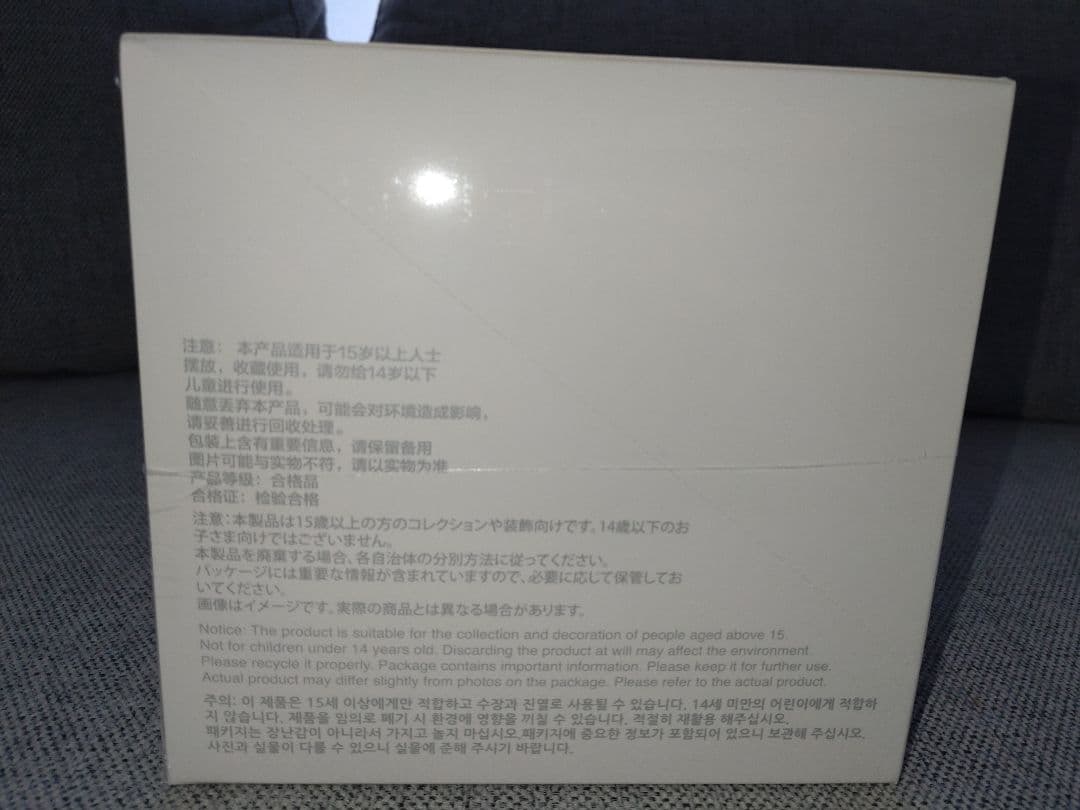 注意： 本产品适用于15岁以上人士
摆放，收藏使用，请勿给14岁以下
儿童进行使用。
随意丢弃本产品，可能会对环境造成影响，
请妥善进行回收处理。
包装上含有重要信息，请保留备用
图片可能与实物不符，请以实物为准
产品等级：合格品
合格证：检验合格
注意：本製品は15歳以上の方のコレクションや装飾向けです。14歳以下のお
子さま向けではございません。
本製品を廃棄する場合、各自治体の分別方法に従ってください。
パッケージには重要な情報が含まれていますので、必要に応じて保管してお
いてください。
画像はイメージです。実際の商品とは異なる場合があります。
Notice: The product is suitable for the collection and decoration of people aged above 15.
Not for children under 14 years old. Discarding the product at will may affect the environment.
Please recycle it properly. Package contains important information. Please keep it for further use.
Actual product may differ slightly from photos on the package. Please refer to the actual product.
주의: 이 제품은 15세 이상에게만 적합하고 수장과 진열로 사용될 수 있습니다. 14세 미만의 어린이에게 적합하
지 않습니다. 제품을 임의로 폐기 시 환경에 영향을 끼칠 수 있습니다. 적절히 재활용 해주십시오.
패키지는 장난감이 아니라서 가지고 놀지 마십시오.패키지에 중요한 정보가 포함되어 있으니 보관해 주십시오.
사진과 실물이 다를 수 있으니 실물에 준해 주시기 바랍니다.